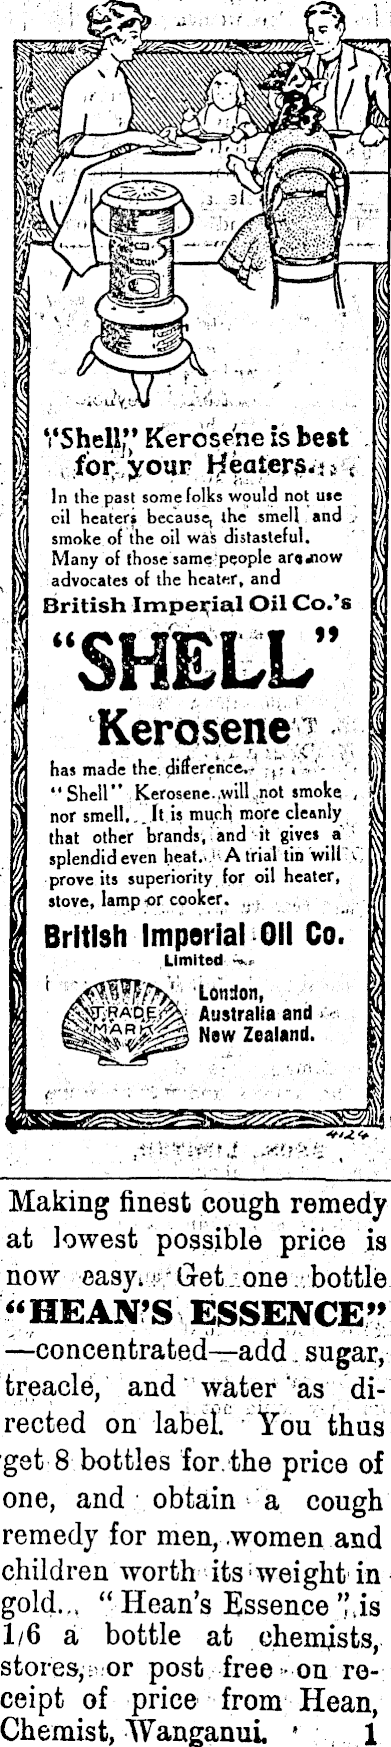 "Shell" Kerosene is best
for your Heaters.
In the past some folks would not use
oil heaters because, the smell and
smoke of the oil was distasteful.
Many of those same people are now
advocates of the heater, and
British Imperial Oil Co.'s
"SHELL"
Kerosene
has made the difference.
"Shell" Kerosene will not smoke
nor smell. It is much more cleanly
that other brands, and it gives a
splendid even heat. A trial tin will
prove its superiority for oil heater,
stove, lamp or cooker.
British Imperial Oil Co.
Limited
TRADE
MARK
London,
Australia and
New Zealand.
4124
Making finest cough remedy
at lowest possible price is
now easy. Get one bottle
"HEAN'S ESSENCE"
—concentrated—add sugar,
treacle, and water as di-
rected on label. You thus
get 8 bottles for the price of
one, and obtain a cough
remedy for men, women and
children worth its weight in
gold. "Hean's Essence" is
1/6 a bottle at chemists,
stores, or post free on re-
ceipt of price from Hean,
Chemist, Wanganui. 1